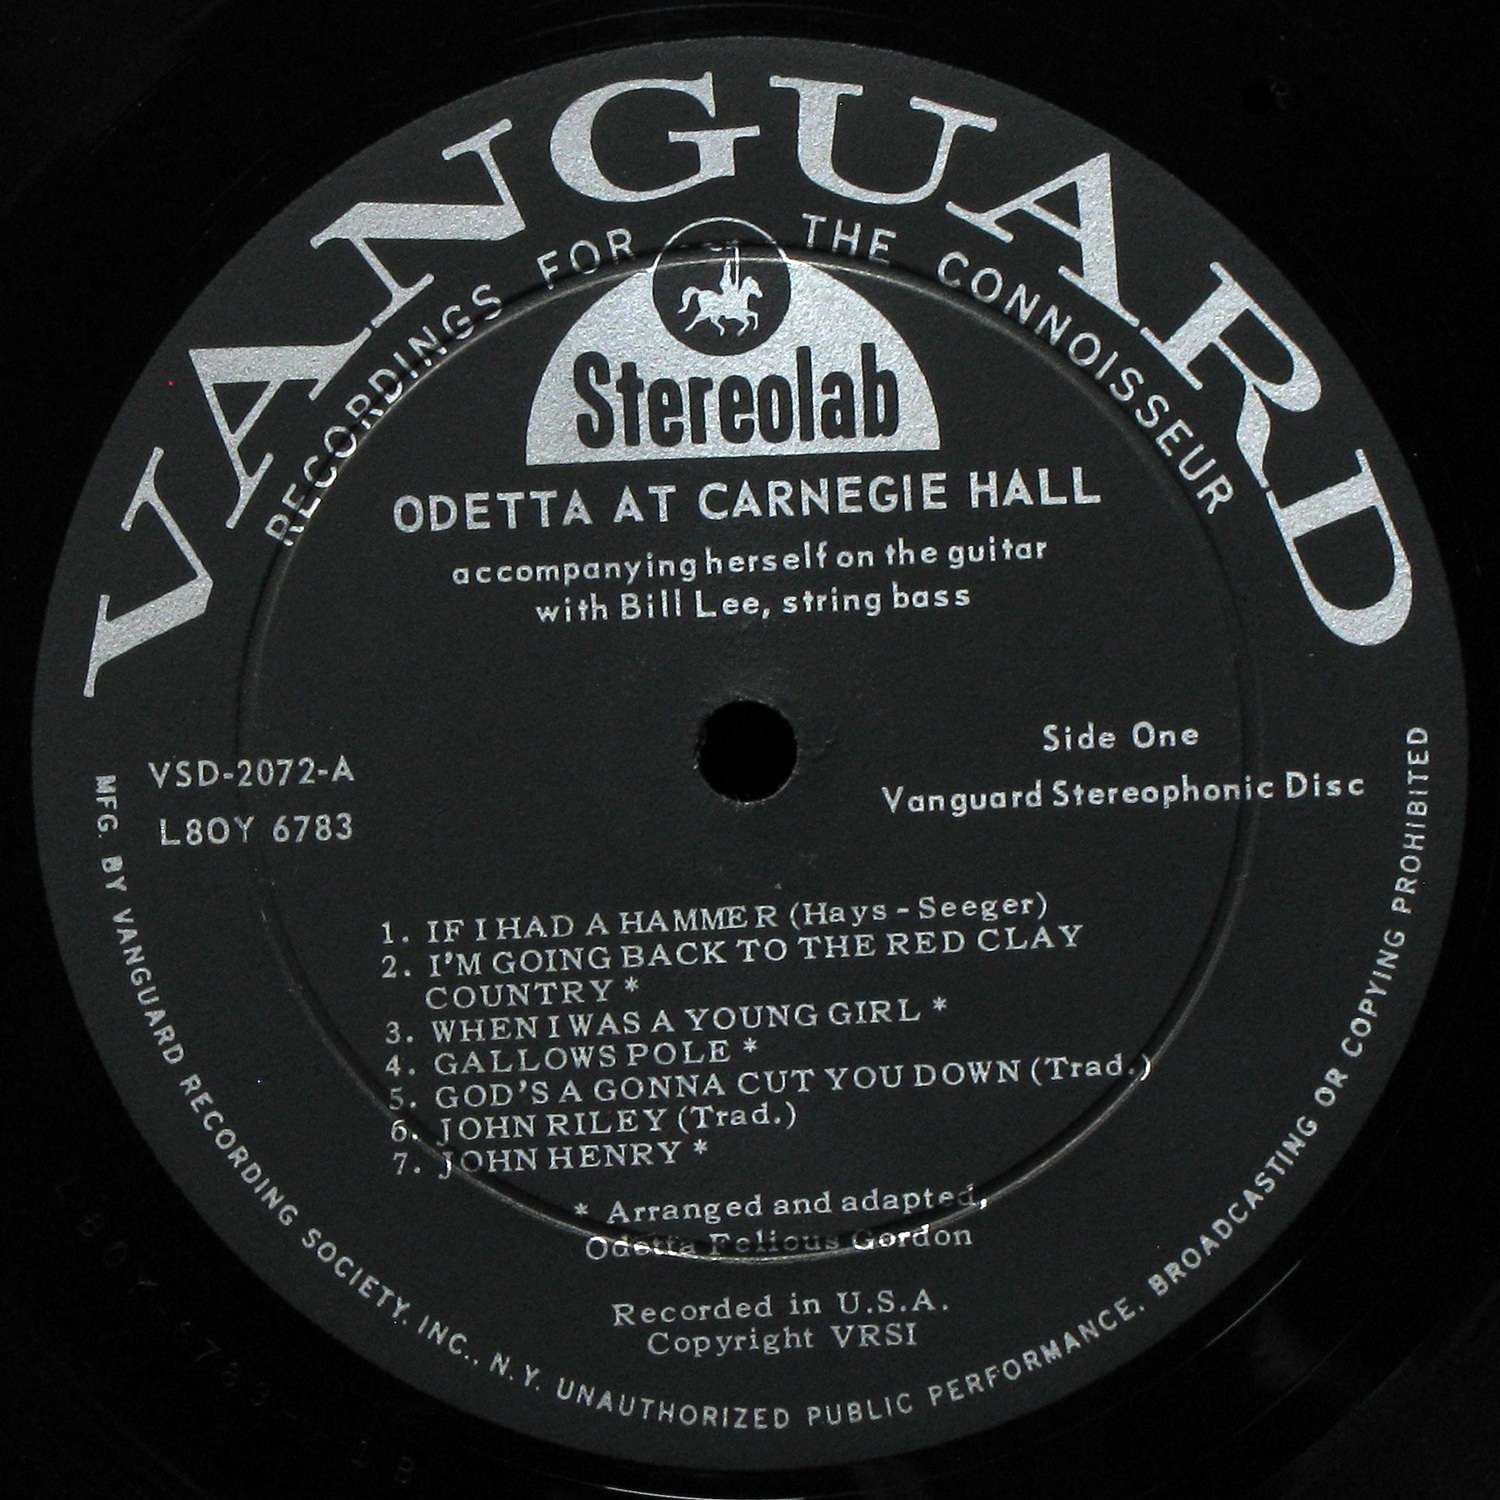 VANGUARD
RECORDINGS FOR THE CONNOISSEUR
Stereolab
ODETTA AT CARNEGIE HALL
accompanying herself on the guitar
with Bill Lee, string bass
Side One
VSD-2072-A
Vanguard Stereophonic Disc
L8OY 6783
1. IF I HAD A HAMMER (Hays - Seeger)
2. I'M GOING BACK TO THE RED CLAY
COUNTRY *
3. WHEN I WAS A YOUNG GIRL *
4. GALLOWS POLE *
5. GOD'S A GONNA CUT YOU DOWN (Trad.)
6. JOHN RILEY (Trad.)
7. JOHN HENRY *
* Arranged and adapted,
Odetta Felious Gordon
Recorded in U.S.A.
Copyright VRSI
MFG. BY VANGUARD RECORDING SOCIETY, INC., N.Y. UNAUTHORIZED PUBLIC PERFORMANCE, BROADCASTING OR COPYING PROHIBITED